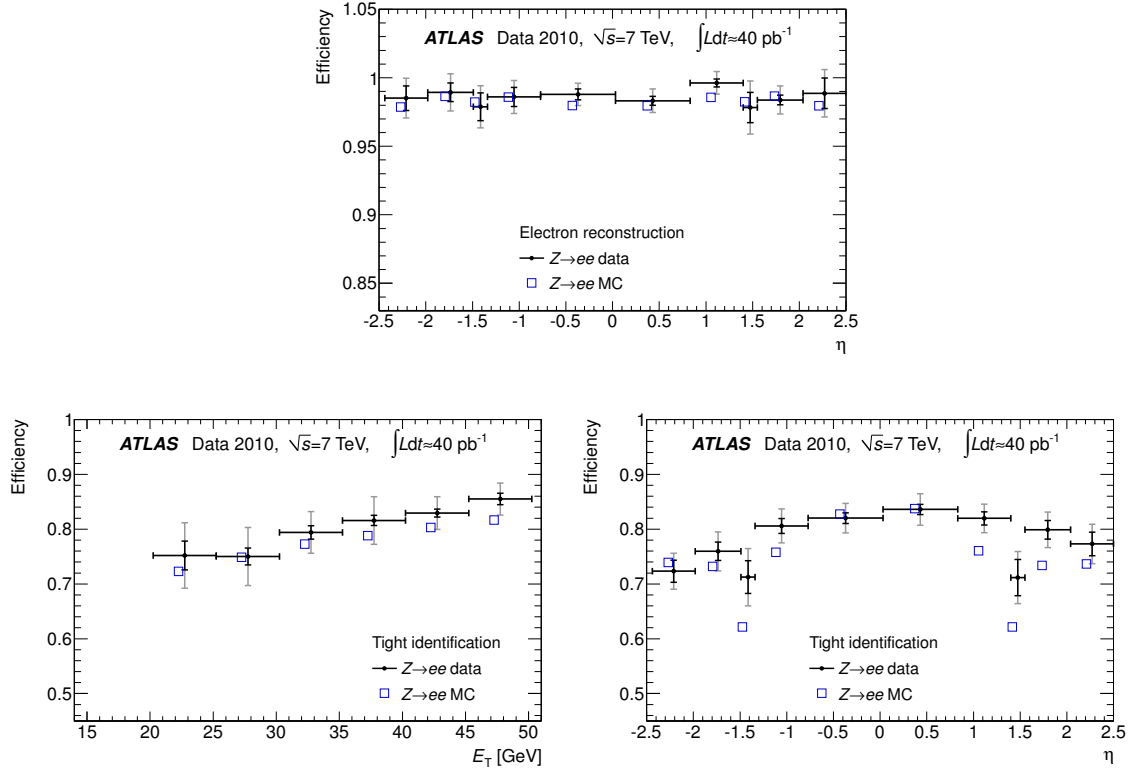 1.05
ATLAS Data 2010, √s=7 TeV, ∫Ldt≈40 pb⁻¹
Efficiency
1
0.95
0.9
Electron reconstruction
Z→ee data
Z→ee MC
0.85
-2.5 -2 -1.5 -1 -0.5 0 0.5 1 1.5 2 2.5
η
1
ATLAS Data 2010, √s=7 TeV, ∫Ldt≈40 pb⁻¹
Efficiency
0.9
0.8
0.7
0.6
Tight identification
Z→ee data
Z→ee MC
0.5
15 20 25 30 35 40 45 50
E_T [GeV]
1
ATLAS Data 2010, √s=7 TeV, ∫Ldt≈40 pb⁻¹
Efficiency
0.9
0.8
0.7
0.6
Tight identification
Z→ee data
Z→ee MC
0.5
-2.5 -2 -1.5 -1 -0.5 0 0.5 1 1.5 2 2.5
η